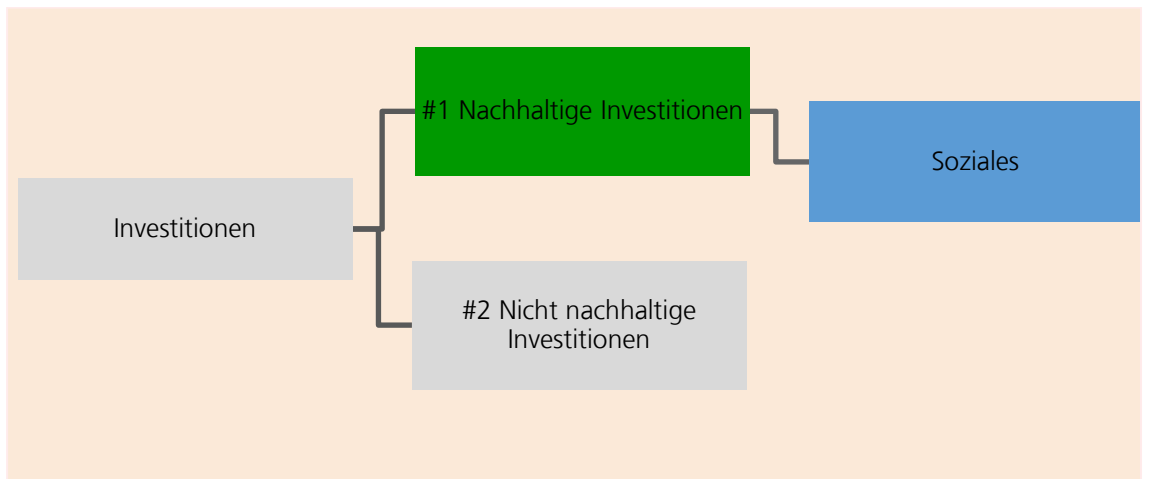 #1 Nachhaltige Investitionen
Soziales
Investitionen
#2 Nicht nachhaltige
Investitionen